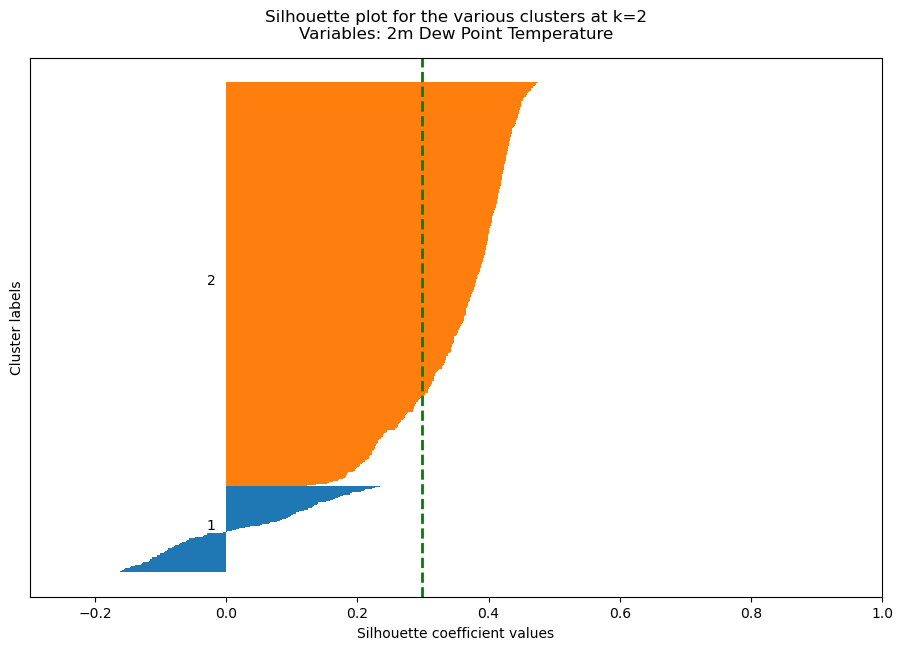 Silhouette plot for the various clusters at k=2
Variables: 2m Dew Point Temperature
Cluster labels
2
1
−0.2 0.0 0.2 0.4 0.6 0.8 1.0
Silhouette coefficient values